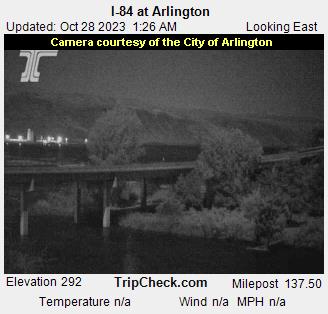 I-84 at Arlington
Updated: Oct 28 2023 1:26 AM Looking East
Camera courtesy of the City of Arlington
Elevation 292 TripCheck.com Milepost 137.50
Temperature n/a Wind n/a MPH n/a